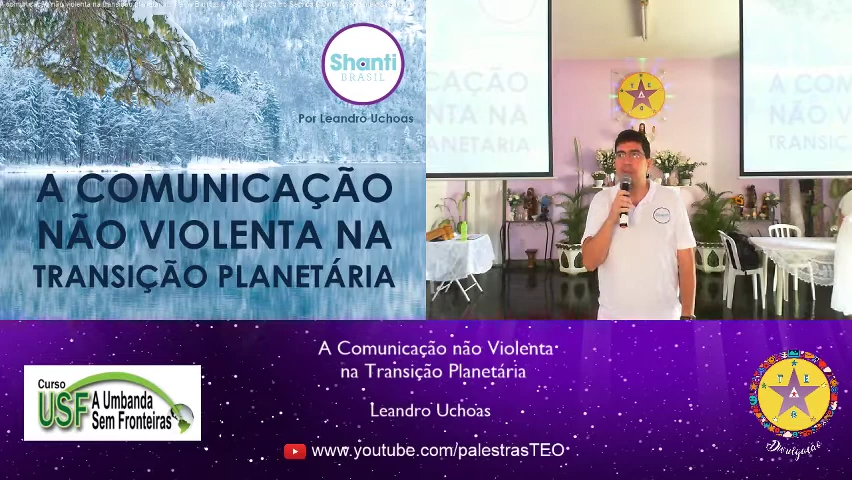 Shanti
BRASIL
Por Leandro Uchoas
A COMUNICAÇÃO
NÃO VIOLENTA NA
TRANSIÇÃO PLANETÁRIA
A Comunicação não Violenta
na Transição Planetária
Leandro Uchoas
www.youtube.com/palestrasTEO
Curso
USF A Umbanda
Sem Fronteiras
Divulgação